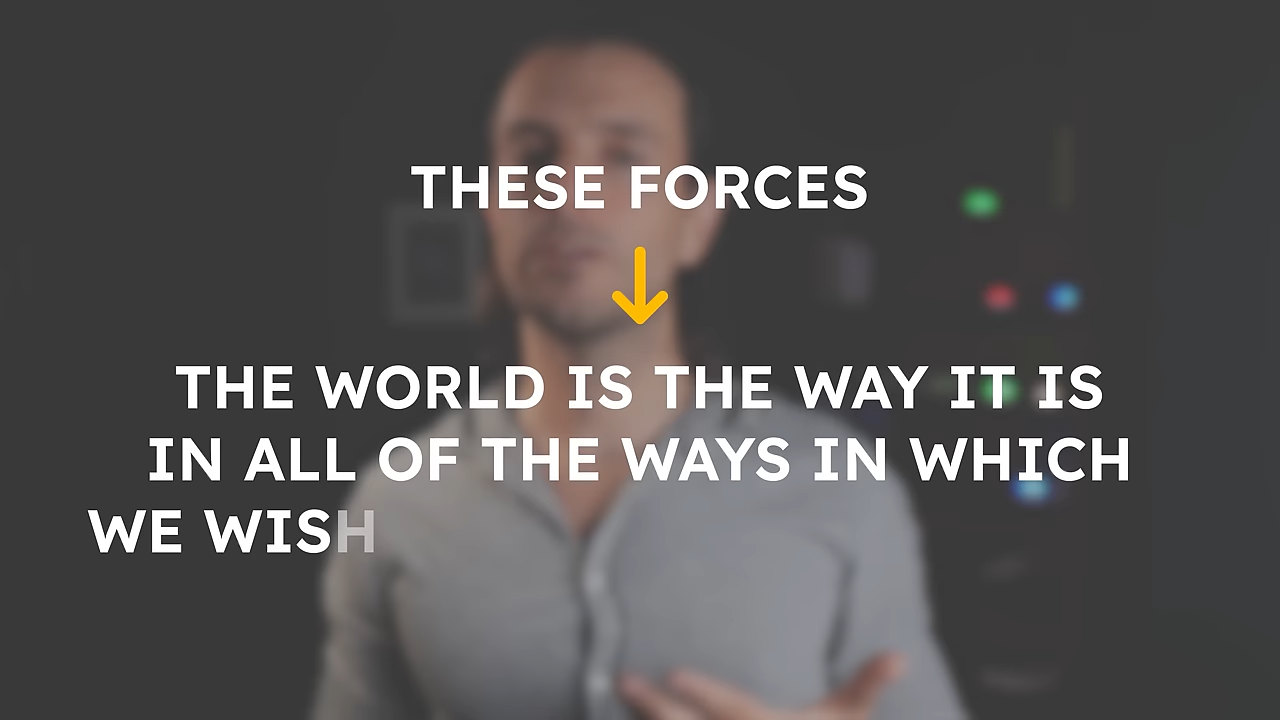 THESE FORCES
THE WORLD IS THE WAY IT IS
IN ALL OF THE WAYS IN WHICH
WE WISH